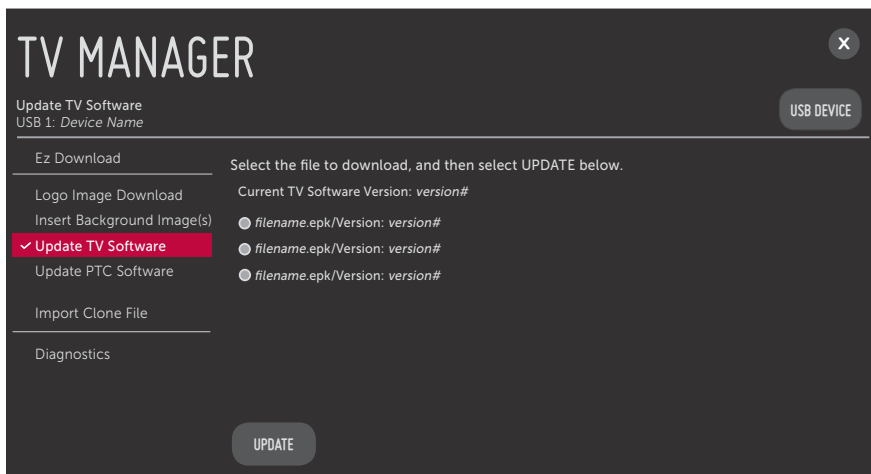 TV MANAGER
X
Update TV Software
USB 1: Device Name
USB DEVICE
Ez Download
Logo Image Download
Insert Background Image(s)
Update TV Software
Update PTC Software
Import Clone File
Diagnostics
Select the file to download, and then select UPDATE below.
Current TV Software Version: version#
filename.epk/Version: version#
filename.epk/Version: version#
filename.epk/Version: version#
UPDATE